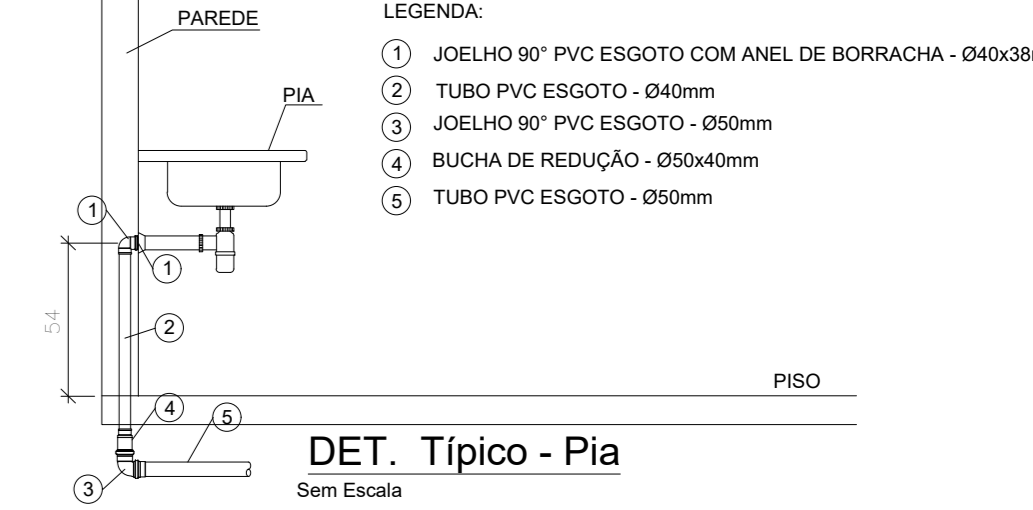 PAREDE
LEGENDA:
1 JOELHO 90° PVC ESGOTO COM ANEL DE BORRACHA - Ø40x38
2 TUBO PVC ESGOTO - Ø40mm
PIA
3 JOELHO 90° PVC ESGOTO - Ø50mm
4 BUCHA DE REDUÇÃO - Ø50x40mm
5 TUBO PVC ESGOTO - Ø50mm
1
1
54
2
PISO
4
5
DET. Típico - Pia
3
Sem Escala